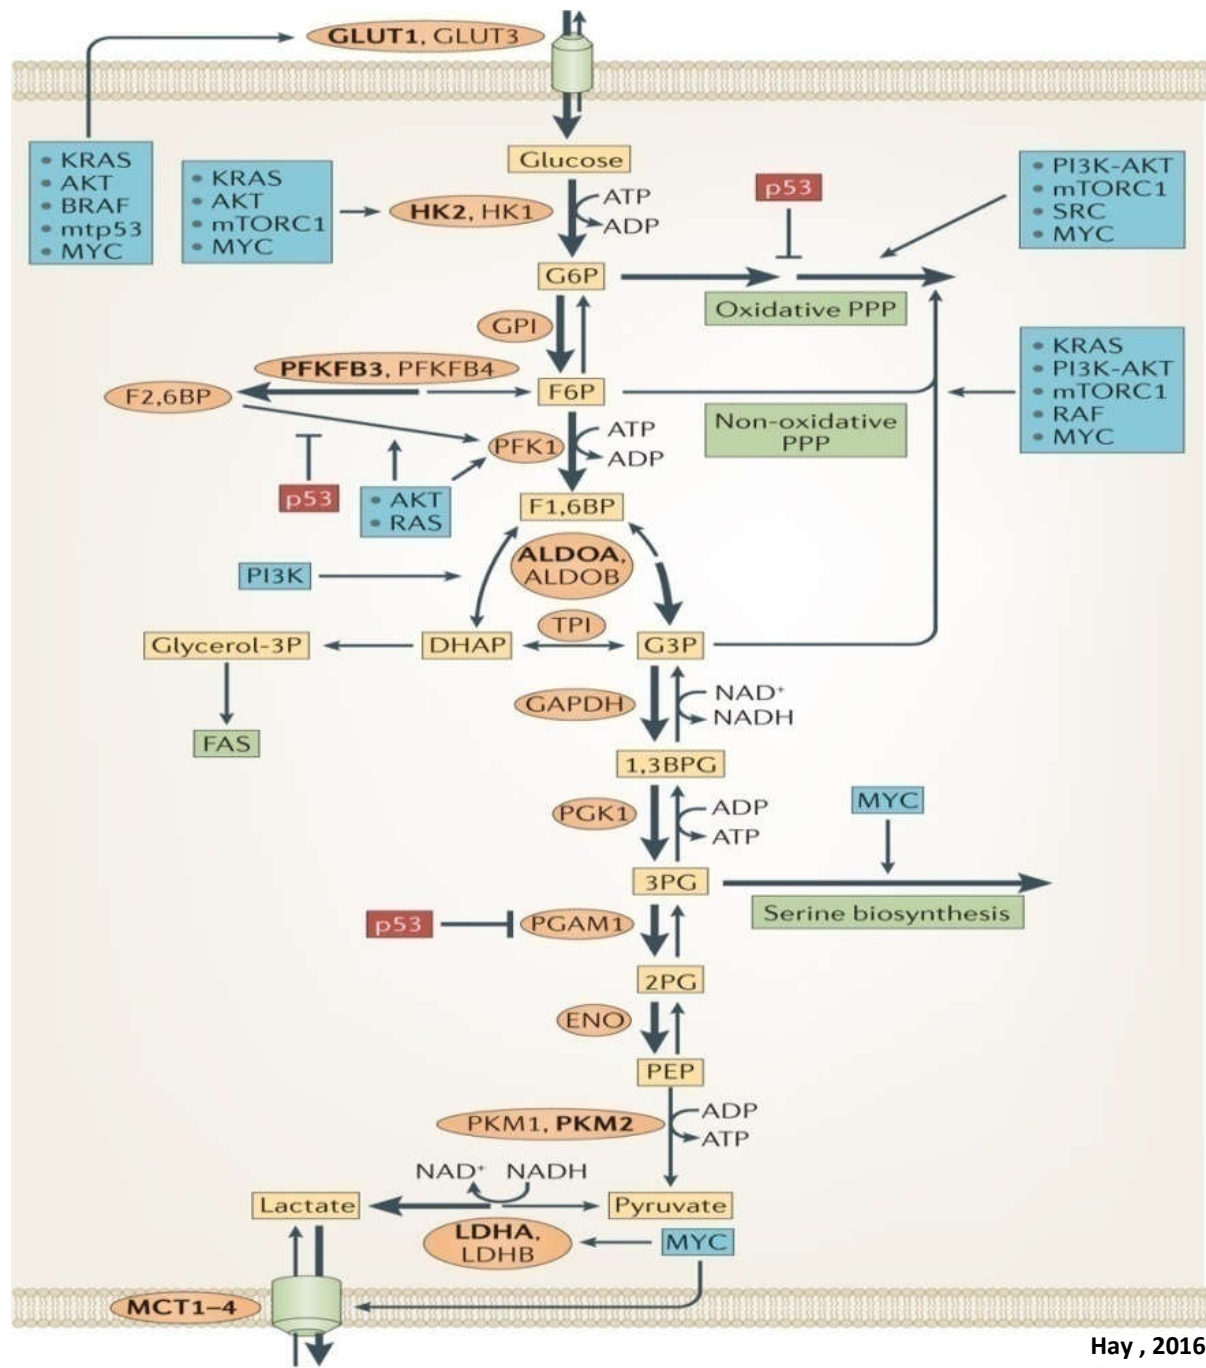 GLUT1, GLUT3
• KRAS
• AKT
• BRAF
• mtp53
• MYC
• KRAS
• AKT
• mTORC1
• MYC
Glucose
HK2, HK1
ATP
ADP
p53
• PI3K-AKT
• mTORC1
• SRC
• MYC
G6P
Oxidative PPP
GPI
PFKFB3, PFKFB4
F2,6BP
F6P
Non-oxidative
PPP
• KRAS
• PI3K-AKT
• mTORC1
• RAF
• MYC
PFK1
ATP
ADP
p53
• AKT
• RAS
F1,6BP
ALDOA,
ALDOB
PI3K
TPI
Glycerol-3P
DHAP
G3P
FAS
GAPDH
NAD⁺
NADH
1,3BPG
PGK1
ADP
ATP
MYC
3PG
Serine biosynthesis
p53
PGAM1
2PG
ENO
PEP
PKM1, PKM2
ADP
ATP
NAD⁺
NADH
Lactate
Pyruvate
LDHA,
LDHB
MYC
MCT1–4
Hay , 2016